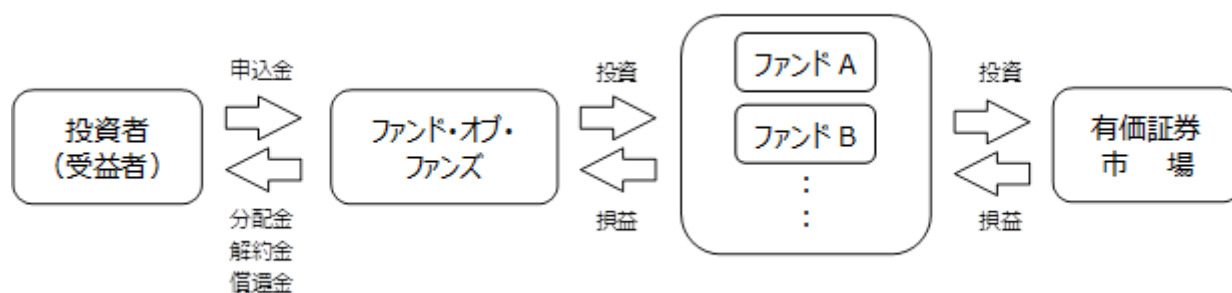 投資者
(受益者)
申込金
分配金
解約金
償還金
ファンド・オブ・
ファンズ
投資
損益
ファンド A
ファンド B
:
:
投資
損益
有価証券
市 場